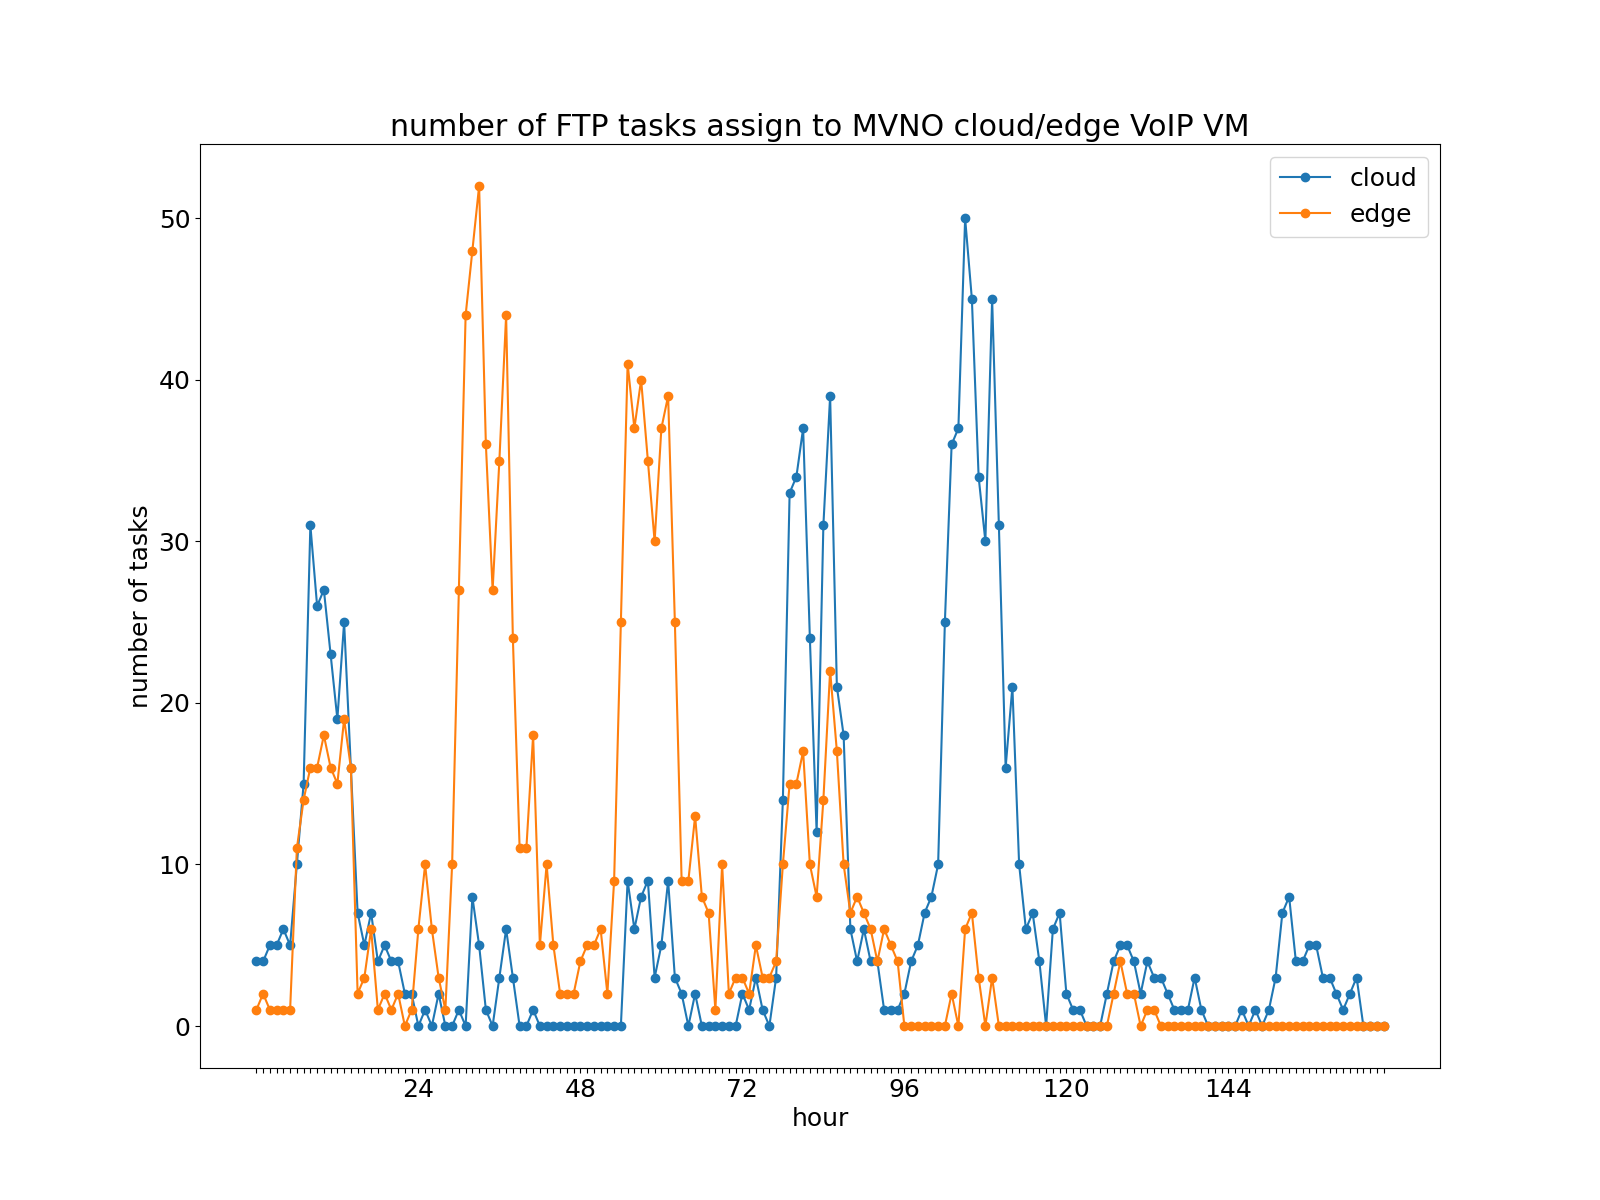 number of FTP tasks assign to MVNO cloud/edge VoIP VM
cloud
edge
50
40
30
20
10
0
number of tasks
24 48 72 96 120 144
hour